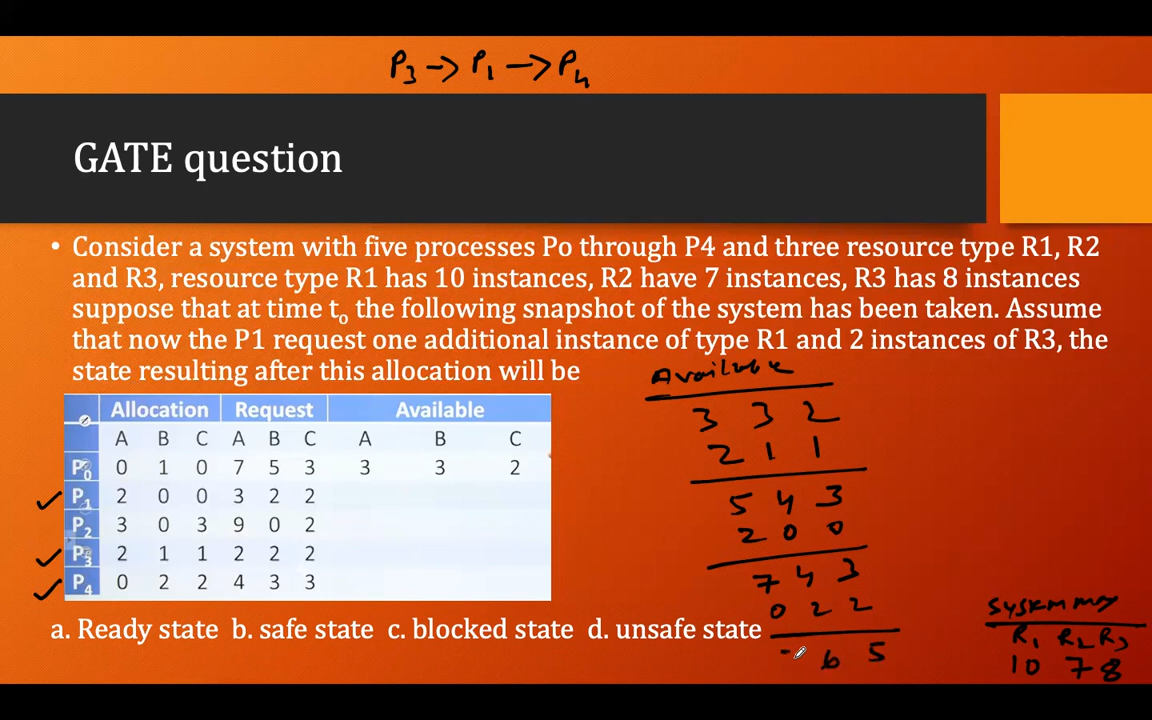 P3 → P1 → P4
GATE question
• Consider a system with five processes Po through P4 and three resource type R1, R2
and R3, resource type R1 has 10 instances, R2 have 7 instances, R3 has 8 instances
suppose that at time to the following snapshot of the system has been taken. Assume
that now the P1 request one additional instance of type R1 and 2 instances of R3, the
state resulting after this allocation will be
Available
3 3 2
2 1 1
5 4 3
2 0 0
7 4 3
0 2 2
6 5
Allocation Request Available
A B C A B C A B C
P0 0 1 0 7 5 3 3 3 2
P1 2 0 0 3 2 2
P2 3 0 3 9 0 2
P3 2 1 1 2 2 2
P4 0 2 2 4 3 3
a. Ready state b. safe state c. blocked state d. unsafe state
System max
R1 R2 R3
10 7 8